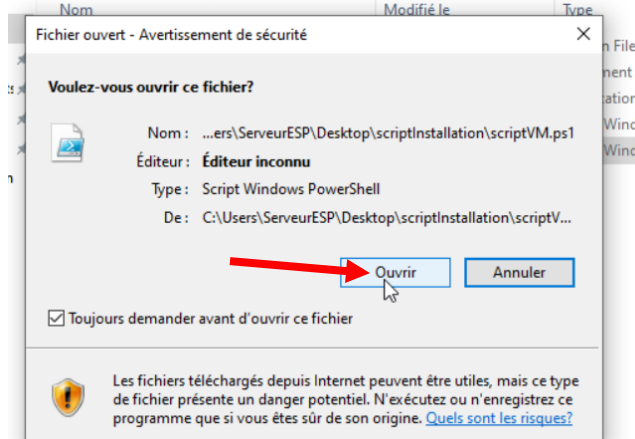 Nom Modifié le Type
Fichier ouvert - Avertissement de sécurité
Voulez-vous ouvrir ce fichier?
Nom : ...ers\ServeurESP\Desktop\scriptInstallation\scriptVM.ps1
Éditeur : Éditeur inconnu
Type : Script Windows PowerShell
De : C:\Users\ServeurESP\Desktop\scriptInstallation\scriptV...
Ouvrir Annuler
Toujours demander avant d'ouvrir ce fichier
Les fichiers téléchargés depuis Internet peuvent être utiles, mais ce type
de fichier présente un danger potentiel. N'exécutez ou n'enregistrez ce
programme que si vous êtes sûr de son origine. Quels sont les risques?